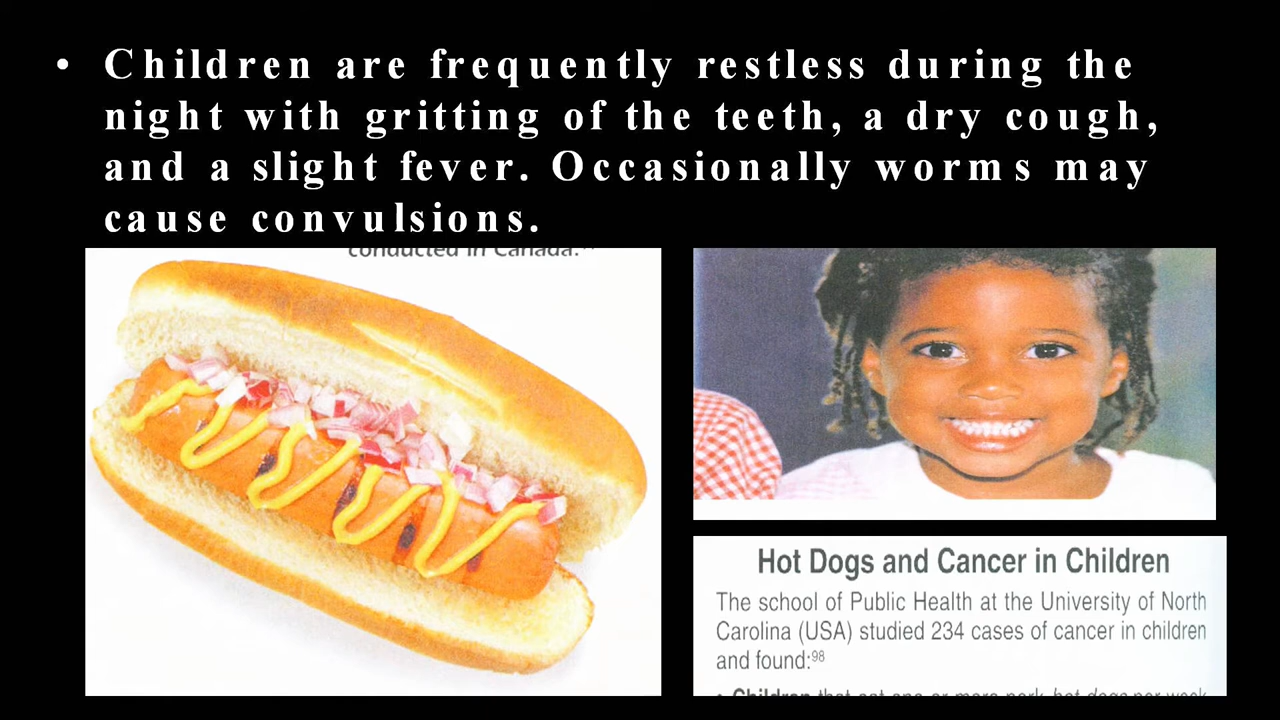 • Children are frequently restless during the
night with gritting of the teeth, a dry cough,
and a slight fever. Occasionally worms may
cause convulsions.
conducted in Canada.
Hot Dogs and Cancer in Children
The school of Public Health at the University of North
Carolina (USA) studied 234 cases of cancer in children
and found:98
• Children that eat one or more pork hot dogs per week